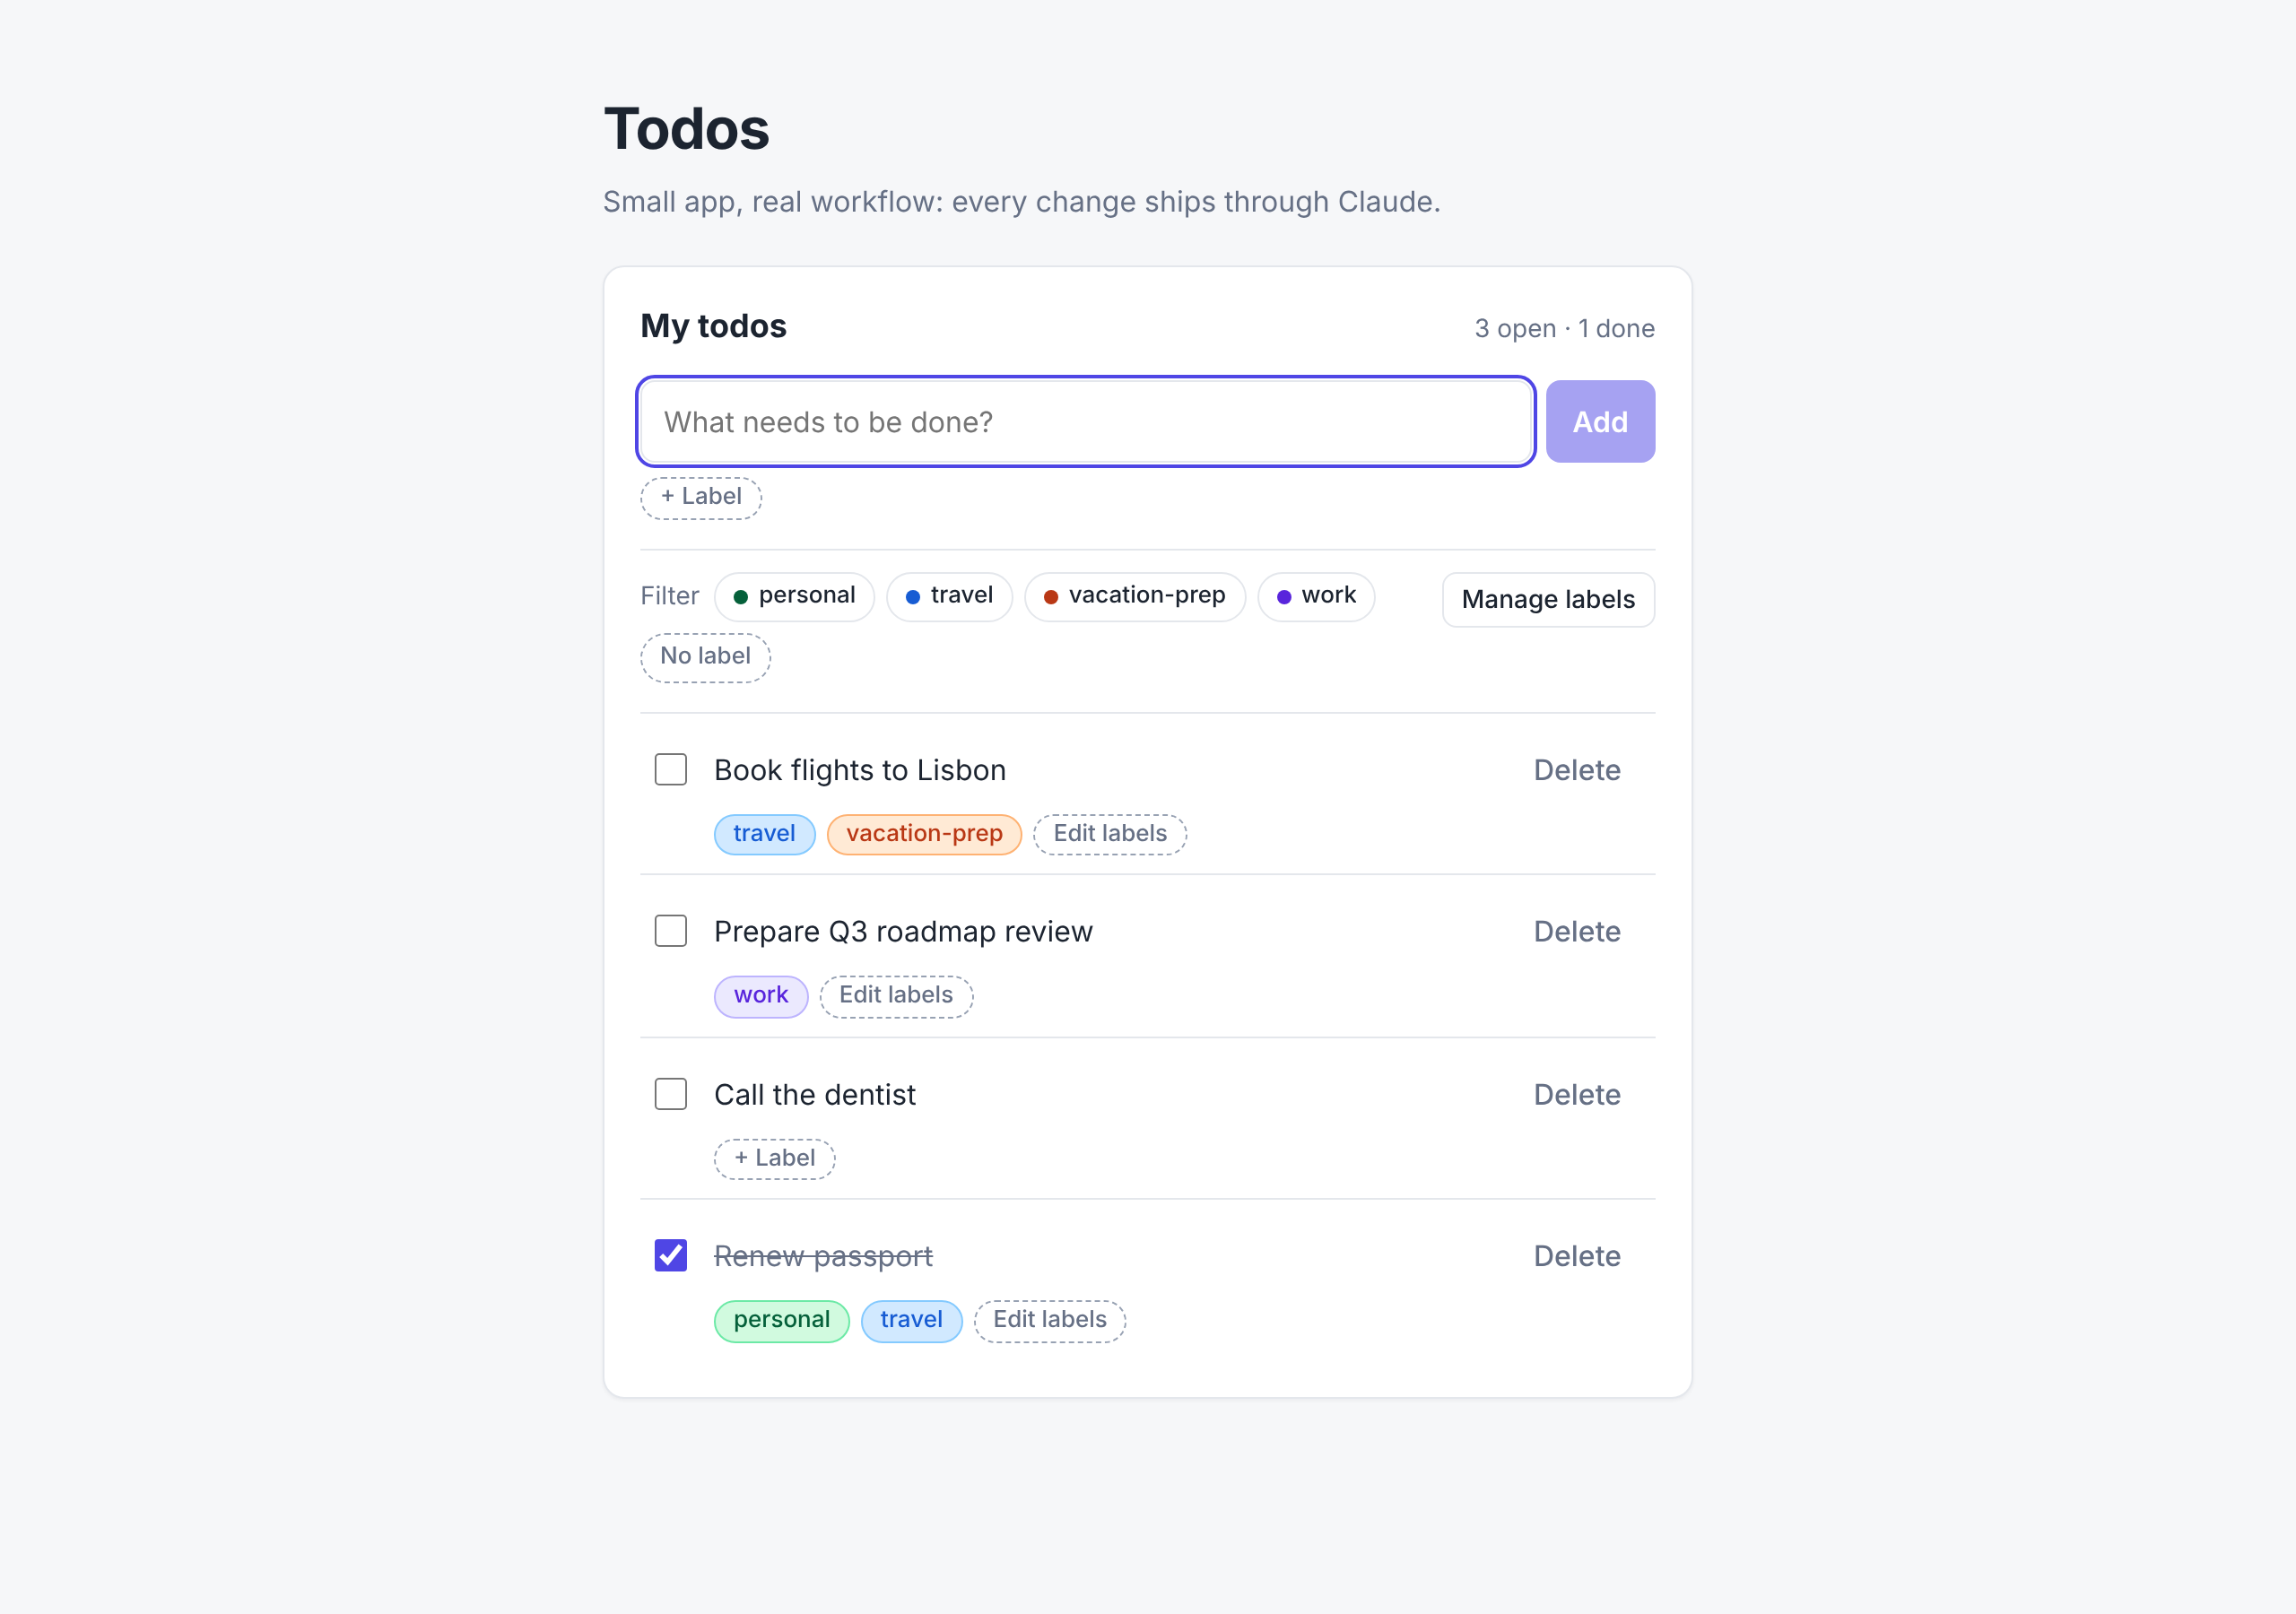 Todos
Small app, real workflow: every change ships through Claude.
My todos 3 open · 1 done
What needs to be done? Add
+ Label
Filter personal travel vacation-prep work Manage labels
No label
Book flights to Lisbon Delete
travel vacation-prep Edit labels
Prepare Q3 roadmap review Delete
work Edit labels
Call the dentist Delete
+ Label
Renew passport Delete
personal travel Edit labels